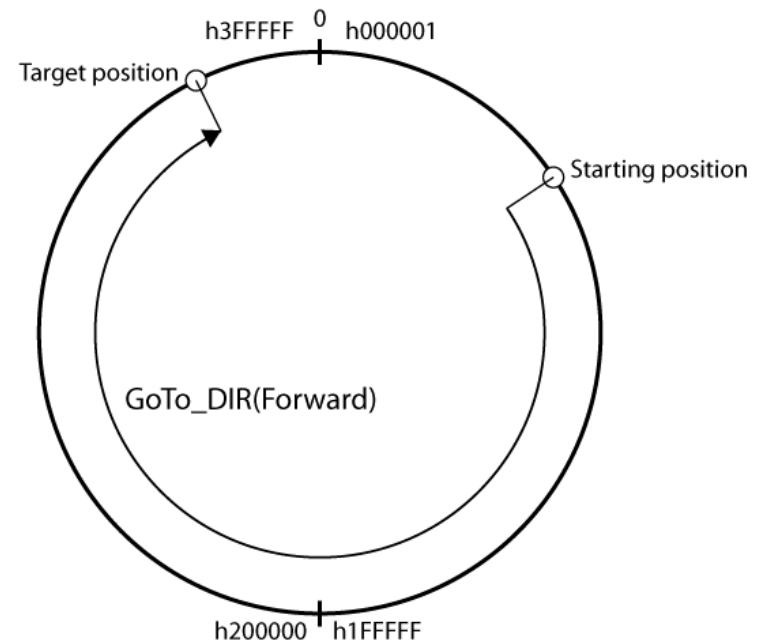 0
h3FFFFF h000001
Target position
Starting position
GoTo_DIR(Forward)
h200000 h1FFFFF